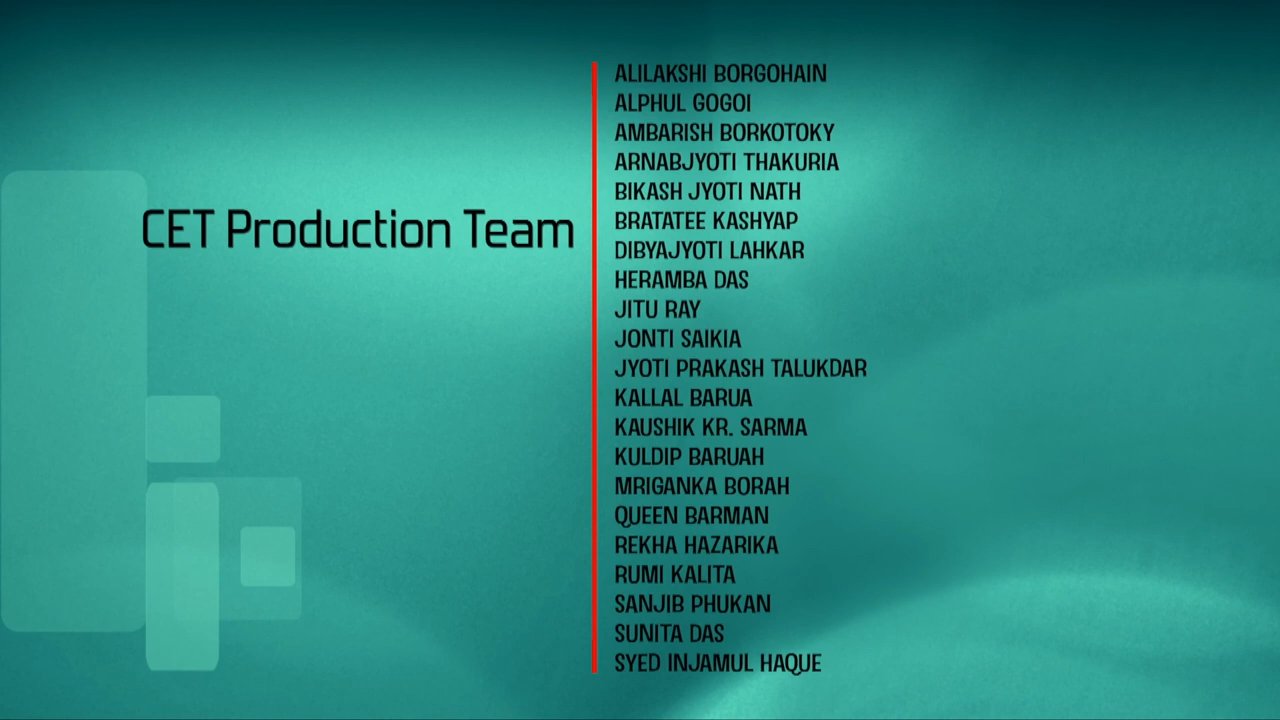 CET Production Team
ALILAKSHI BORGOHAIN
ALPHUL GOGOI
AMBARISH BORKOTOKY
ARNABJYOTI THAKURIA
BIKASH JYOTI NATH
BRATATEE KASHYAP
DIBYAJYOTI LAHKAR
HERAMBA DAS
JITU RAY
JONTI SAIKIA
JYOTI PRAKASH TALUKDAR
KALLAL BARUA
KAUSHIK KR. SARMA
KULDIP BARUAH
MRIGANKA BORAH
QUEEN BARMAN
REKHA HAZARIKA
RUMI KALITA
SANJIB PHUKAN
SUNITA DAS
SYED INJAMUL HAQUE